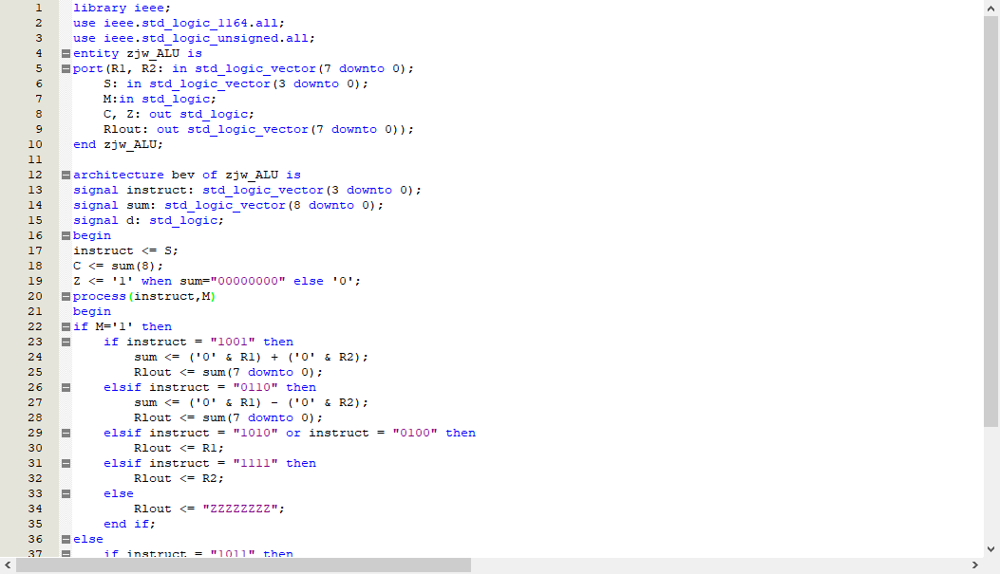 1 library ieee;
2 use ieee.std_logic_1164.all;
3 use ieee.std_logic_unsigned.all;
4 entity zjw_ALU is
5 port(R1, R2: in std_logic_vector(7 downto 0);
6 S: in std_logic_vector(3 downto 0);
7 M:in std_logic;
8 C, Z: out std_logic;
9 R1out: out std_logic_vector(7 downto 0));
10 end zjw_ALU;
11
12 architecture bev of zjw_ALU is
13 signal instruct: std_logic_vector(3 downto 0);
14 signal sum: std_logic_vector(8 downto 0);
15 signal d: std_logic;
16 begin
17 instruct <= S;
18 C <= sum(8);
19 Z <= '1' when sum="00000000" else '0';
20 process(instruct,M)
21 begin
22 if M='1' then
23 if instruct = "1001" then
24 sum <= ('0' & R1) + ('0' & R2);
25 R1out <= sum(7 downto 0);
26 elsif instruct = "0110" then
27 sum <= ('0' & R1) - ('0' & R2);
28 R1out <= sum(7 downto 0);
29 elsif instruct = "1010" or instruct = "0100" then
30 R1out <= R1;
31 elsif instruct = "1111" then
32 R1out <= R2;
33 else
34 R1out <= "ZZZZZZZZ";
35 end if;
36 else
37 if instruct = "1011" then